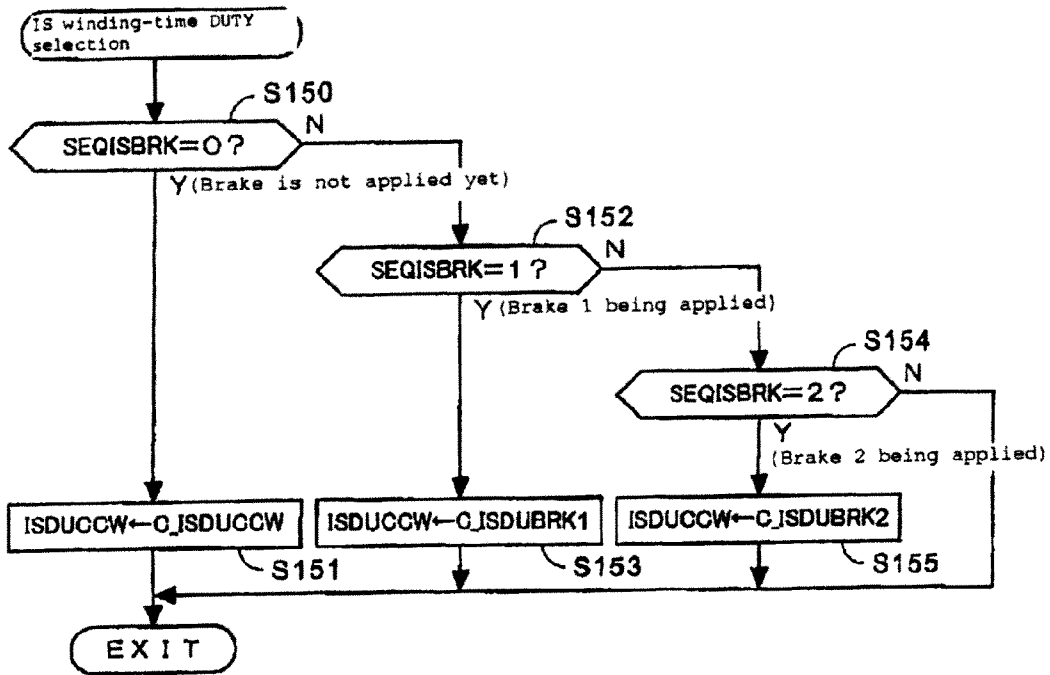 IS winding-time DUTY
selection
S150
SEQISBRK=0?
N
Y(Brake is not applied yet)
S152
SEQISBRK=1?
N
Y(Brake 1 being applied)
S154
SEQISBRK=2?
N
Y
(Brake 2 being applied)
ISDUCCW←C_ISDUCCW
ISDUCCW←C_ISDUBRK1
ISDUCCW←C_ISDUBRK2
S151
S153
S155
EXIT